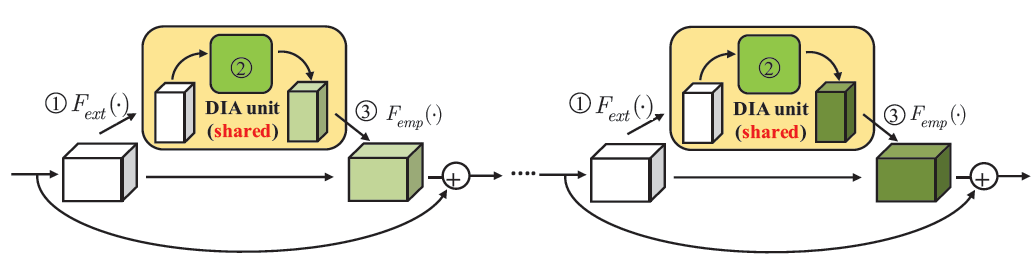 ① F_ext(·)
②
DIA unit
(shared)
③ F_emp(·)
+
····
① F_ext(·)
②
DIA unit
(shared)
③ F_emp(·)
+